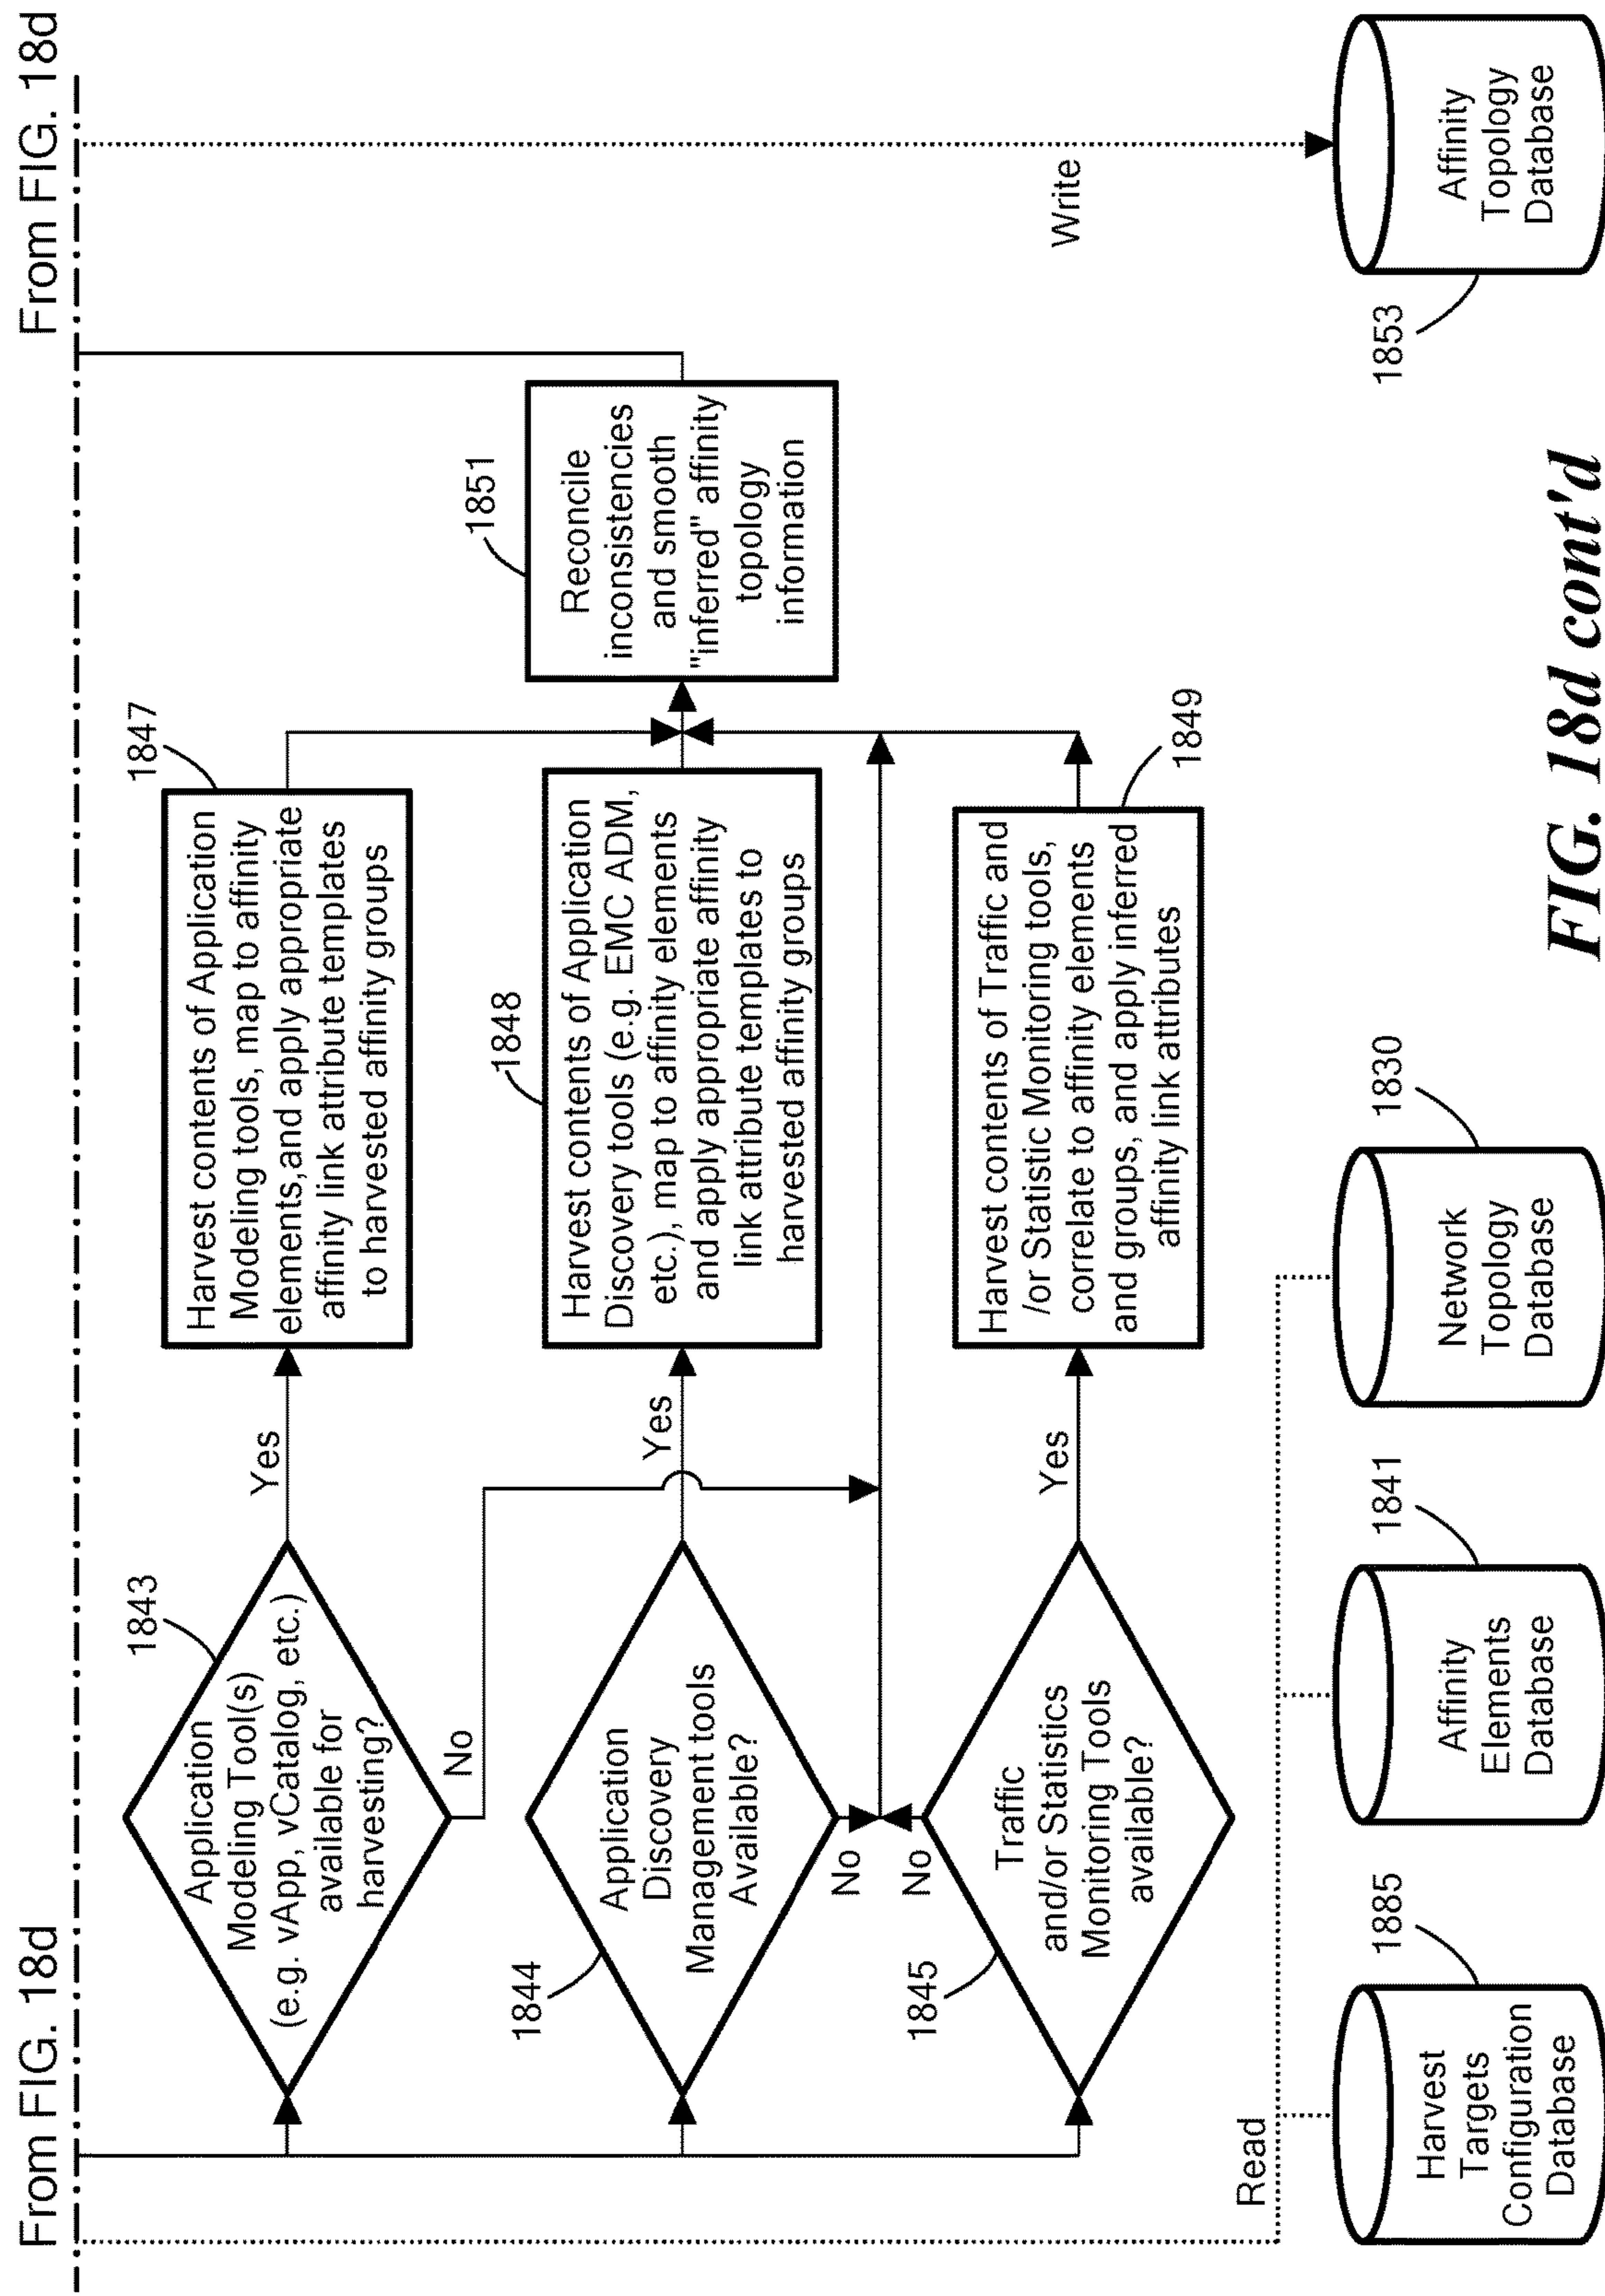 From FIG. 18d
From FIG. 18d
1843
Application
Modeling Tool(s)
(e.g. vApp, vCatalog, etc.)
available for
harvesting?
Yes
No
1847
Harvest contents of Application
Modeling tools, map to affinity
elements,and apply appropriate
affinity link attribute templates
to harvested affinity groups
1844
Application
Discovery
Management tools
Available?
Yes
No
1848
Harvest contents of Application
Discovery tools (e.g. EMC ADM,
etc.), map to affinity elements
and apply appropriate affinity
link attribute templates to
harvested affinity groups
1851
Reconcile
inconsistencies
and smooth
"inferred" affinity
topology
information
No
1845
Traffic
and/or Statistics
Monitoring Tools
available?
Yes
1849
Harvest contents of Traffic and
/or Statistic Monitoring tools,
correlate to affinity elements
and groups, and apply inferred
affinity link attributes
Read
Write
1885
Harvest
Targets
Configuration
Database
1841
Affinity
Elements
Database
1830
Network
Topology
Database
1853
Affinity
Topology
Database
FIG. 18d cont'd